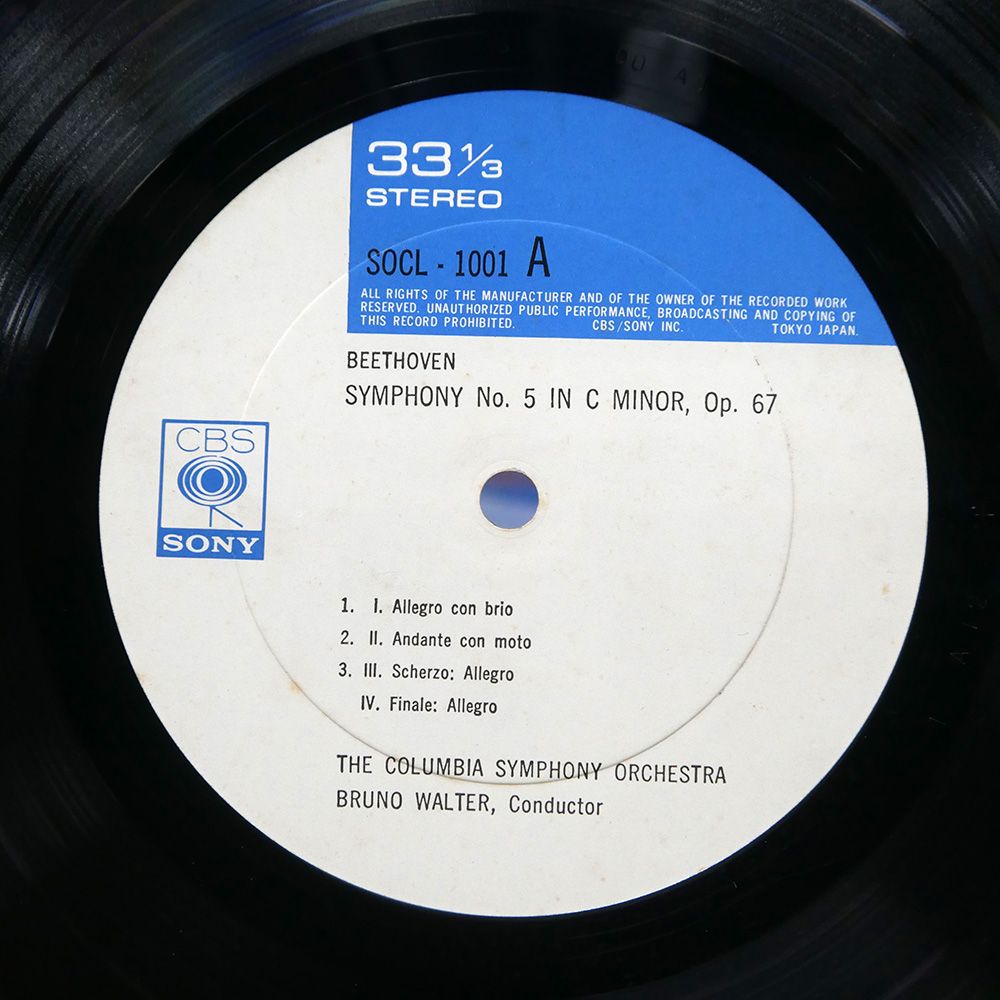 33 1/3
STEREO
SOCL - 1001 A
ALL RIGHTS OF THE MANUFACTURER AND OF THE OWNER OF THE RECORDED WORK
RESERVED. UNAUTHORIZED PUBLIC PERFORMANCE, BROADCASTING AND COPYING OF
THIS RECORD PROHIBITED. CBS/SONY INC. TOKYO JAPAN.
BEETHOVEN
SYMPHONY No. 5 IN C MINOR, Op. 67
CBS
SONY
1. I. Allegro con brio
2. II. Andante con moto
3. III. Scherzo: Allegro
IV. Finale: Allegro
THE COLUMBIA SYMPHONY ORCHESTRA
BRUNO WALTER, Conductor